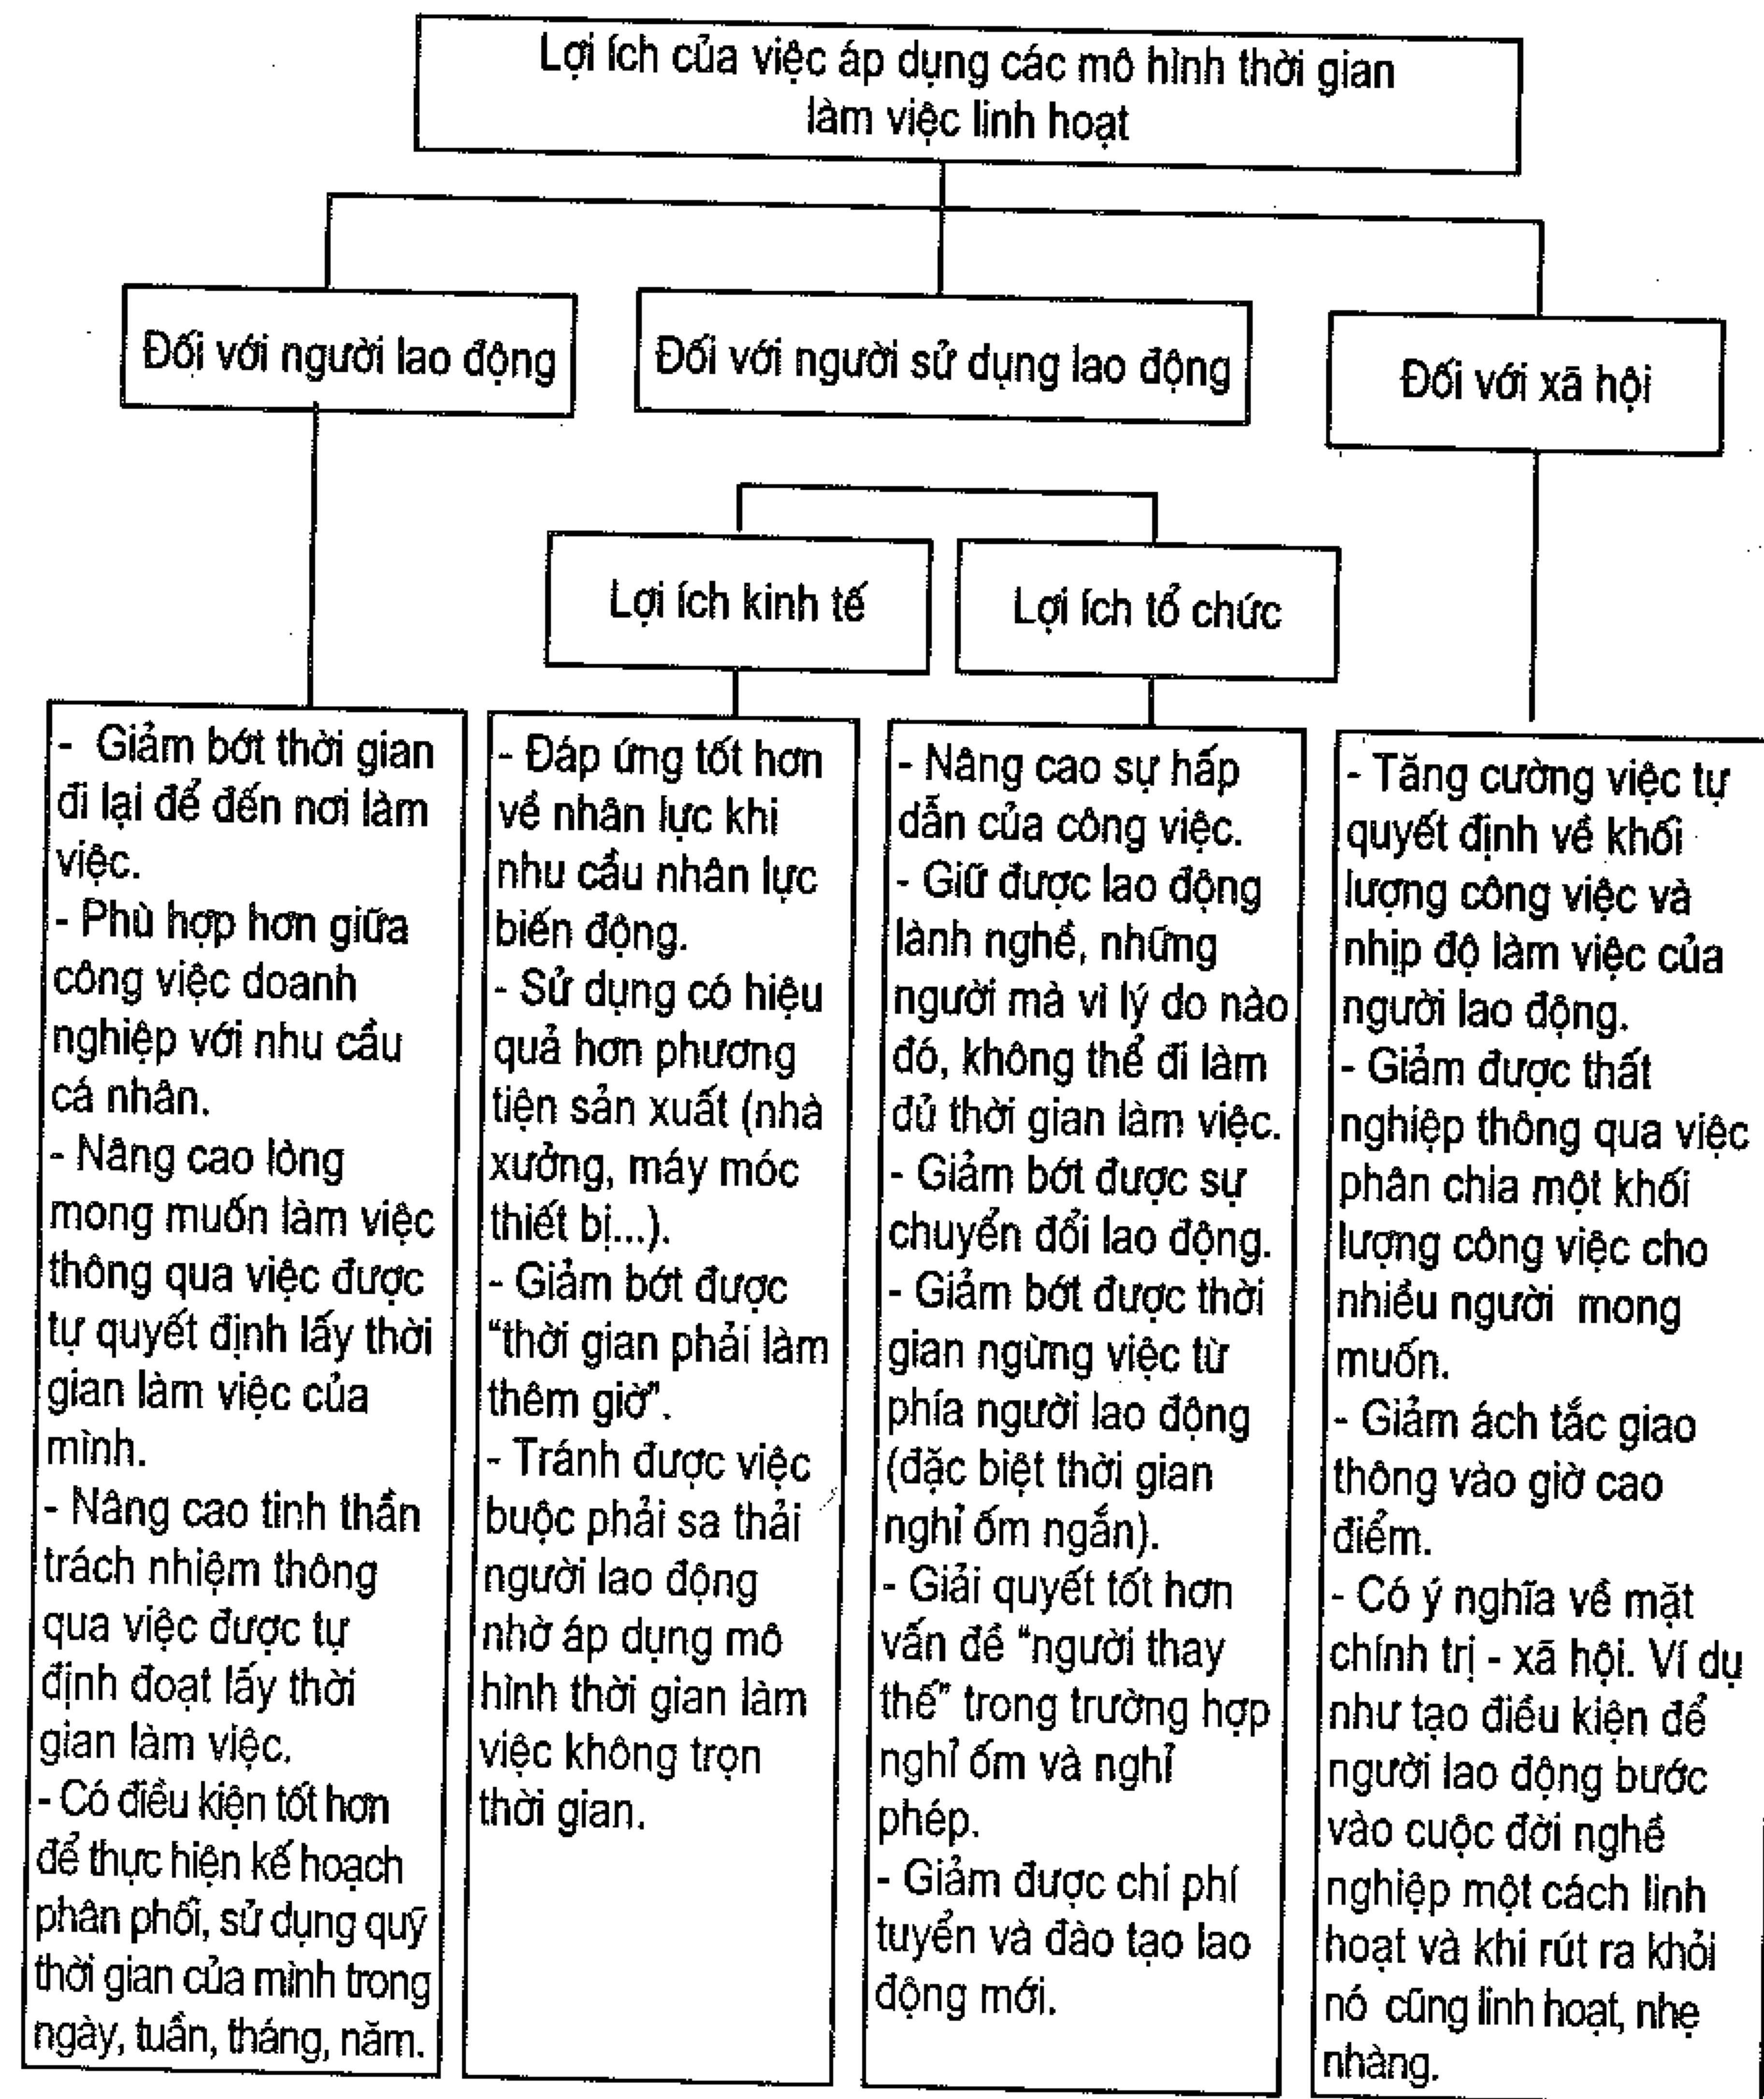 Lợi ích của việc áp dụng các mô hình thời gian
làm việc linh hoạt
Đối với người lao động
Đối với người sử dụng lao động
Đối với xã hội
Lợi ích kinh tế
Lợi ích tổ chức
- Giảm bớt thời gian
đi lại để đến nơi làm
việc.
- Phù hợp hơn giữa
công việc doanh
nghiệp với nhu cầu
cá nhân.
- Nâng cao lòng
mong muốn làm việc
thông qua việc được
tự quyết định lấy thời
gian làm việc của
mình.
- Nâng cao tinh thần
trách nhiệm thông
qua việc được tự
định đoạt lấy thời
gian làm việc.
- Có điều kiện tốt hơn
để thực hiện kế hoạch
phân phối, sử dụng quỹ
thời gian của mình trong
ngày, tuần, tháng, năm.
- Đáp ứng tốt hơn
về nhân lực khi
nhu cầu nhân lực
biến động.
- Sử dụng có hiệu
quả hơn phương
tiện sản xuất (nhà
xưởng, máy móc
thiết bị...).
- Giảm bớt được
“thời gian phải làm
thêm giờ”.
- Tránh được việc
buộc phải sa thải
người lao động
nhờ áp dụng mô
hình thời gian làm
việc không trọn
thời gian.
- Nâng cao sự hấp
dẫn của công việc.
- Giữ được lao động
lành nghề, những
người mà vì lý do nào
đó, không thể đi làm
đủ thời gian làm việc.
- Giảm bớt được sự
chuyển đổi lao động.
- Giảm bớt được thời
gian ngừng việc từ
phía người lao động
(đặc biệt thời gian
nghỉ ốm ngắn).
- Giải quyết tốt hơn
vấn đề “người thay
thế” trong trường hợp
nghỉ ốm và nghỉ
phép.
- Giảm được chi phí
tuyển và đào tạo lao
động mới.
- Tăng cường việc tự
quyết định về khối
lượng công việc và
nhịp độ làm việc của
người lao động.
- Giảm được thất
nghiệp thông qua việc
phân chia một khối
lượng công việc cho
nhiều người mong
muốn.
- Giảm ách tắc giao
thông vào giờ cao
điểm.
- Có ý nghĩa về mặt
chính trị - xã hội. Ví dụ
như tạo điều kiện để
người lao động bước
vào cuộc đời nghề
nghiệp một cách linh
hoạt và khi rút ra khỏi
nó cũng linh hoạt, nhẹ
nhàng.